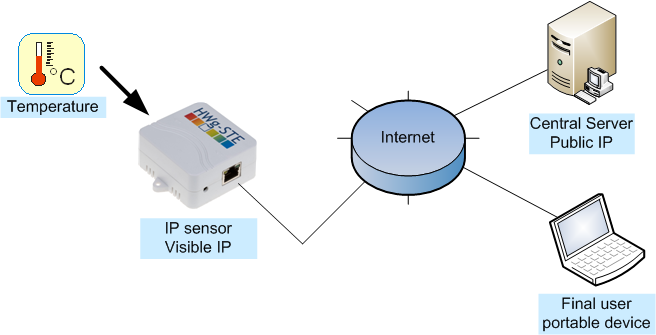 °C
Temperature
HWg-STE
IP sensor
Visible IP
Internet
Central Server
Public IP
Final user
portable device